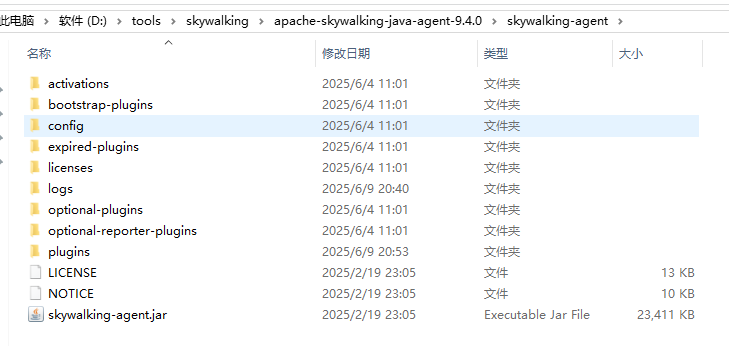 此电脑 > 软件 (D:) > tools > skywalking > apache-skywalking-java-agent-9.4.0 > skywalking-agent >
名称 修改日期 类型 大小
activations 2025/6/4 11:01 文件夹
bootstrap-plugins 2025/6/4 11:01 文件夹
config 2025/6/4 11:01 文件夹
expired-plugins 2025/6/4 11:01 文件夹
licenses 2025/6/4 11:01 文件夹
logs 2025/6/9 20:40 文件夹
optional-plugins 2025/6/4 11:01 文件夹
optional-reporter-plugins 2025/6/4 11:01 文件夹
plugins 2025/6/9 20:53 文件夹
LICENSE 2025/2/19 23:05 文件 13 KB
NOTICE 2025/2/19 23:05 文件 10 KB
skywalking-agent.jar 2025/2/19 23:05 Executable Jar File 23,411 KB